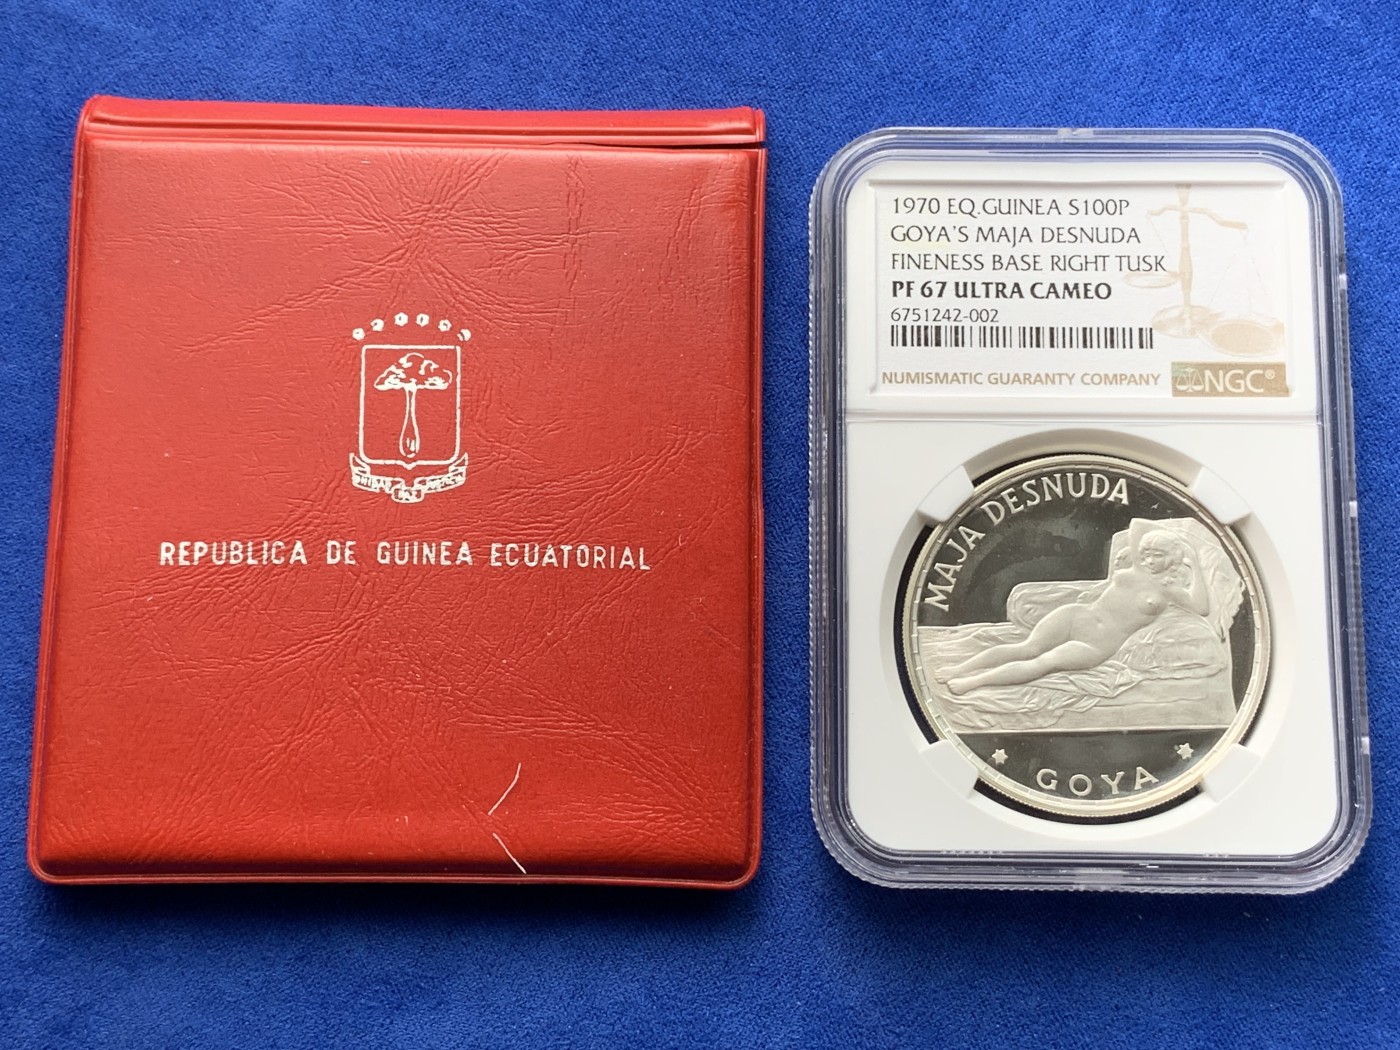 REPUBLICA DE GUINEA ECUATORIAL
1970 EQ.GUINEA S100P
GOYA'S MAJA DESNUDA
FINENESS BASE RIGHT TUSK
PF 67 ULTRA CAMEO
6751242-002
NUMISMATIC GUARANTY COMPANY
NGC®
MAJA DESNUDA
GOYA